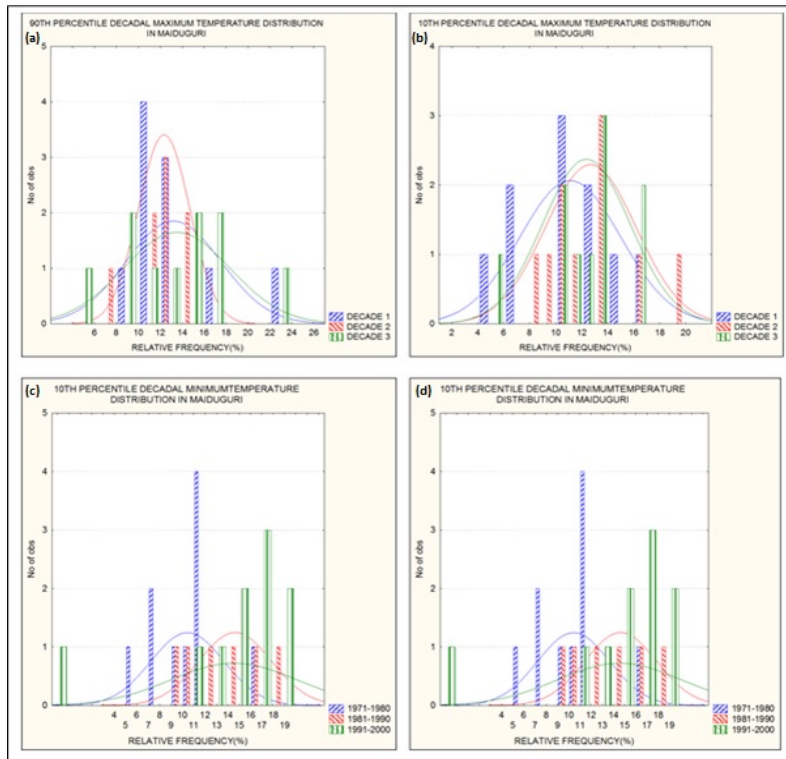 90TH PERCENTILE DECADAL MAXIMUM TEMPERATURE DISTRIBUTION
IN MAIDUGURI
(a)
5
4
3
2
1
0
No of obs
6 8 10 12 14 16 18 20 22 24 26
RELATIVE FREQUENCY(%)
DECADE 1
DECADE 2
DECADE 3
10TH PERCENTILE DECADAL MAXIMUM TEMPERATURE DISTRIBUTION
IN MAIDUGURI
(b)
4
3
2
1
0
No of obs
2 4 6 8 10 12 14 16 18 20
RELATIVE FREQUENCY(%)
DECADE 1
DECADE 2
DECADE 3
(c) 10TH PERCENTILE DECADAL MINIMUMTEMPERATURE
DISTRIBUTION IN MAIDUGURI
5
4
3
2
1
0
No of obs
4 6 8 10 12 14 16 18
5 7 9 11 13 15 17 19
RELATIVE FREQUENCY(%)
1971-1980
1981-1990
1991-2000
(d) 10TH PERCENTILE DECADAL MINIMUMTEMPERATURE
DISTRIBUTION IN MAIDUGURI
5
4
3
2
1
0
No of obs
4 6 8 10 12 14 16 18
5 7 9 11 13 15 17 19
RELATIVE FREQUENCY(%)
1971-1980
1981-1990
1991-2000